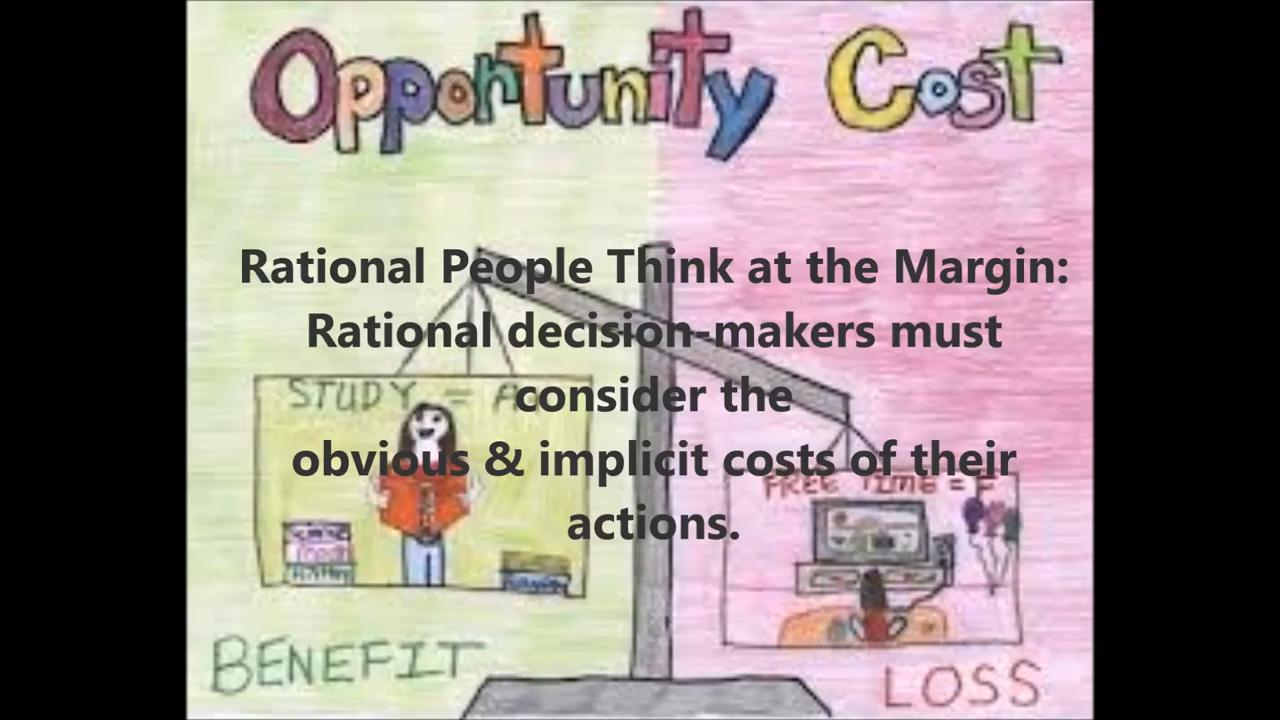 Opportunity Cost
Rational People Think at the Margin:
Rational decision-makers must
consider the
obvious & implicit costs of their
actions.
STUDY = A
FREE TIME = F
BENEFIT
LOSS